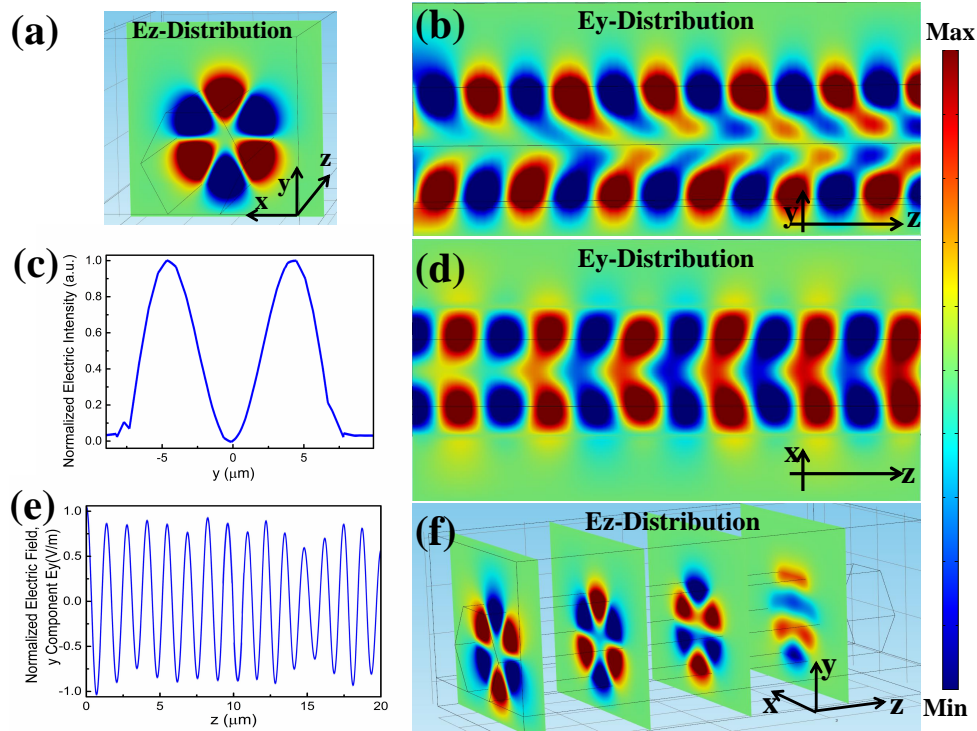 (a)
Ez-Distribution
z
y
x
(b)
Ey-Distribution
y
z
Max
(c)
Normalized Electric Intensity (a.u.)
1.0
0.8
0.6
0.4
0.2
0.0
-5
0
5
y (μm)
(d)
Ey-Distribution
x
z
(e)
Normalized Electric Field,
y Component Ey(V/m)
1.0
0.5
0.0
-0.5
-1.0
0
5
10
15
20
z (μm)
(f)
Ez-Distribution
y
x
z
Min